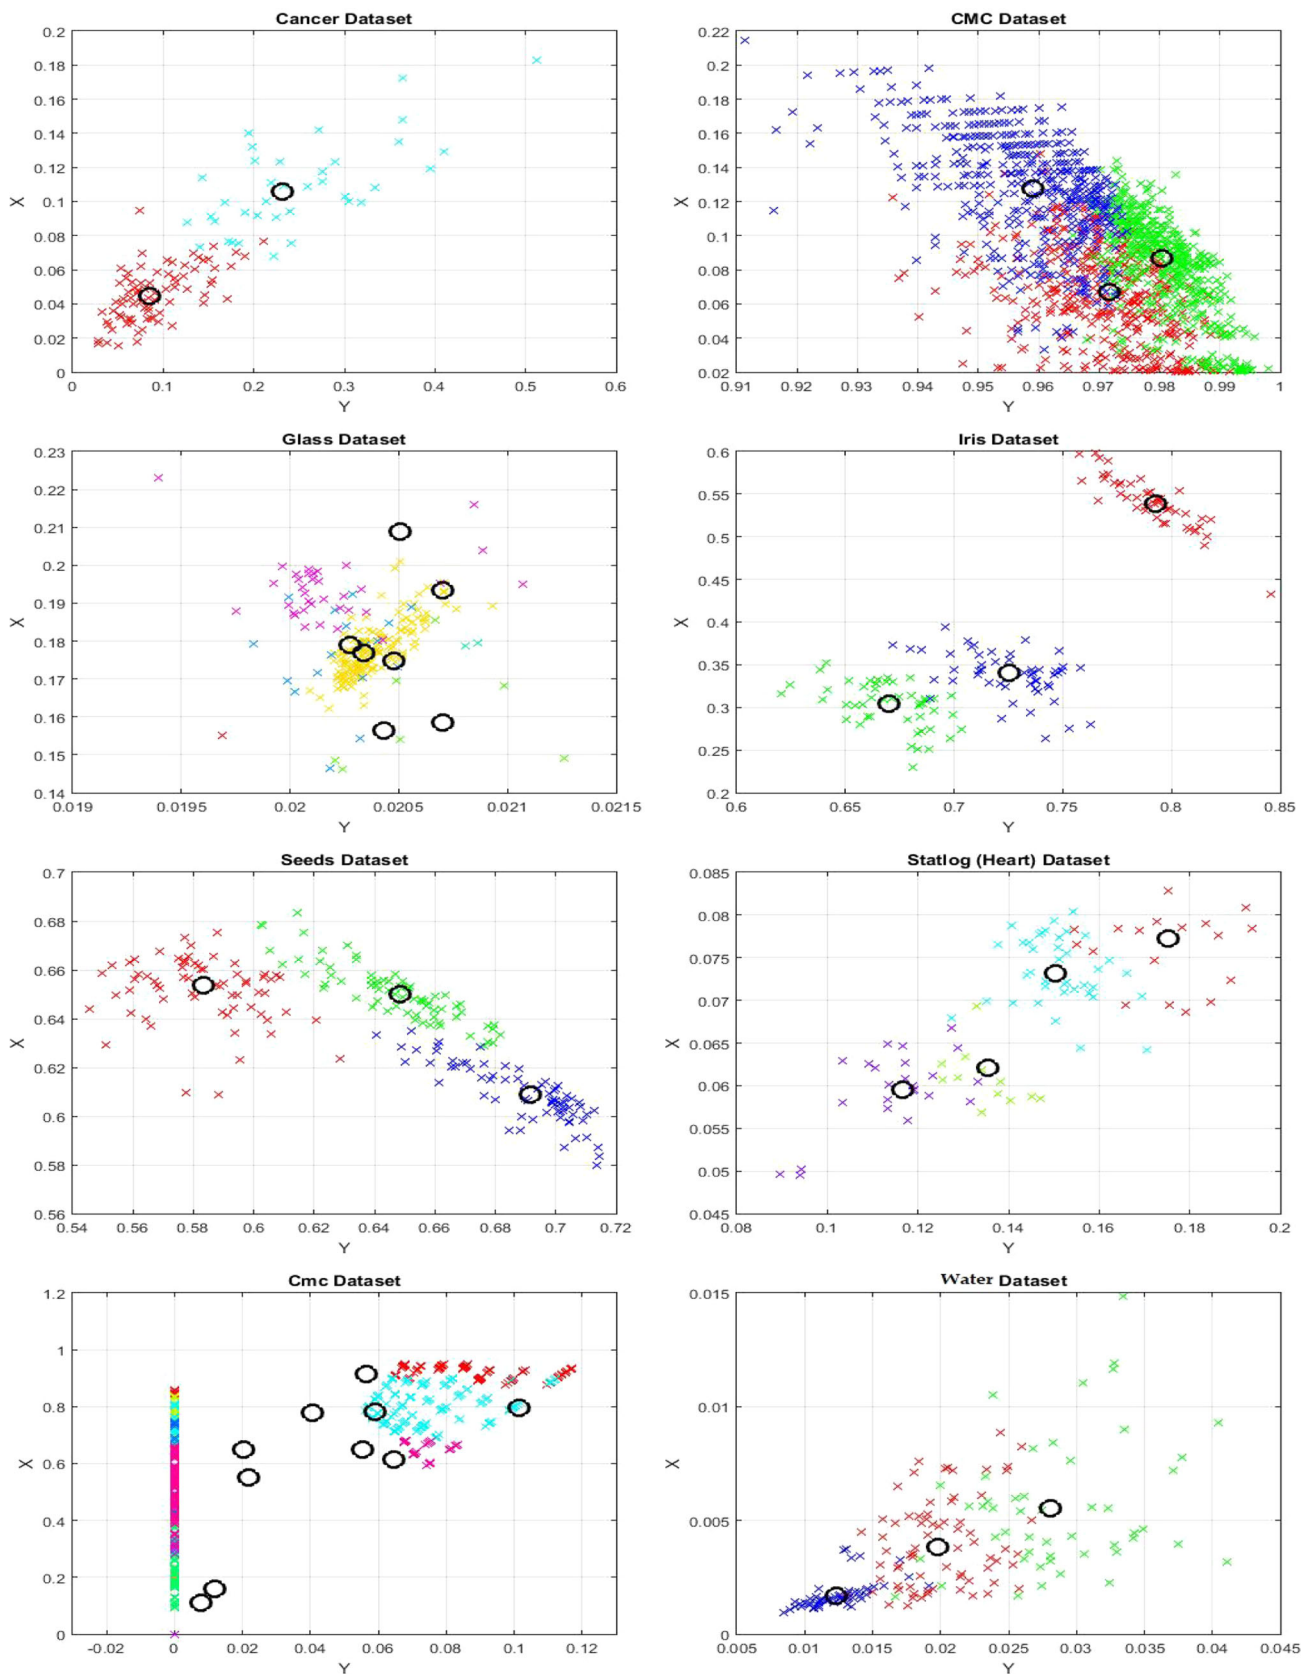 Cancer Dataset
0.2
0.18
0.16
0.14
0.12
0.1
0.08
0.06
0.04
0.02
0
X
0 0.1 0.2 0.3 0.4 0.5 0.6
Y
CMC Dataset
0.22
0.2
0.18
0.16
0.14
0.12
0.1
0.08
0.06
0.04
0.02
X
0.91 0.92 0.93 0.94 0.95 0.96 0.97 0.98 0.99 1
Y
Glass Dataset
0.23
0.22
0.21
0.2
0.19
0.18
0.17
0.16
0.15
0.14
X
0.019 0.0195 0.02 0.0205 0.021 0.0215
Y
Iris Dataset
0.6
0.55
0.5
0.45
0.4
0.35
0.3
0.25
0.2
X
0.6 0.65 0.7 0.75 0.8 0.85
Y
Seeds Dataset
0.7
0.68
0.66
0.64
0.62
0.6
0.58
0.56
X
0.54 0.56 0.58 0.6 0.62 0.64 0.66 0.68 0.7 0.72
Y
Statlog (Heart) Dataset
0.085
0.08
0.075
0.07
0.065
0.06
0.055
0.05
0.045
X
0.08 0.1 0.12 0.14 0.16 0.18 0.2
Y
Cmc Dataset
1.2
1
0.8
0.6
0.4
0.2
0
X
-0.02 0 0.02 0.04 0.06 0.08 0.1 0.12
Y
Water Dataset
0.015
0.01
0.005
0
X
0.005 0.01 0.015 0.02 0.025 0.03 0.035 0.04 0.045
Y